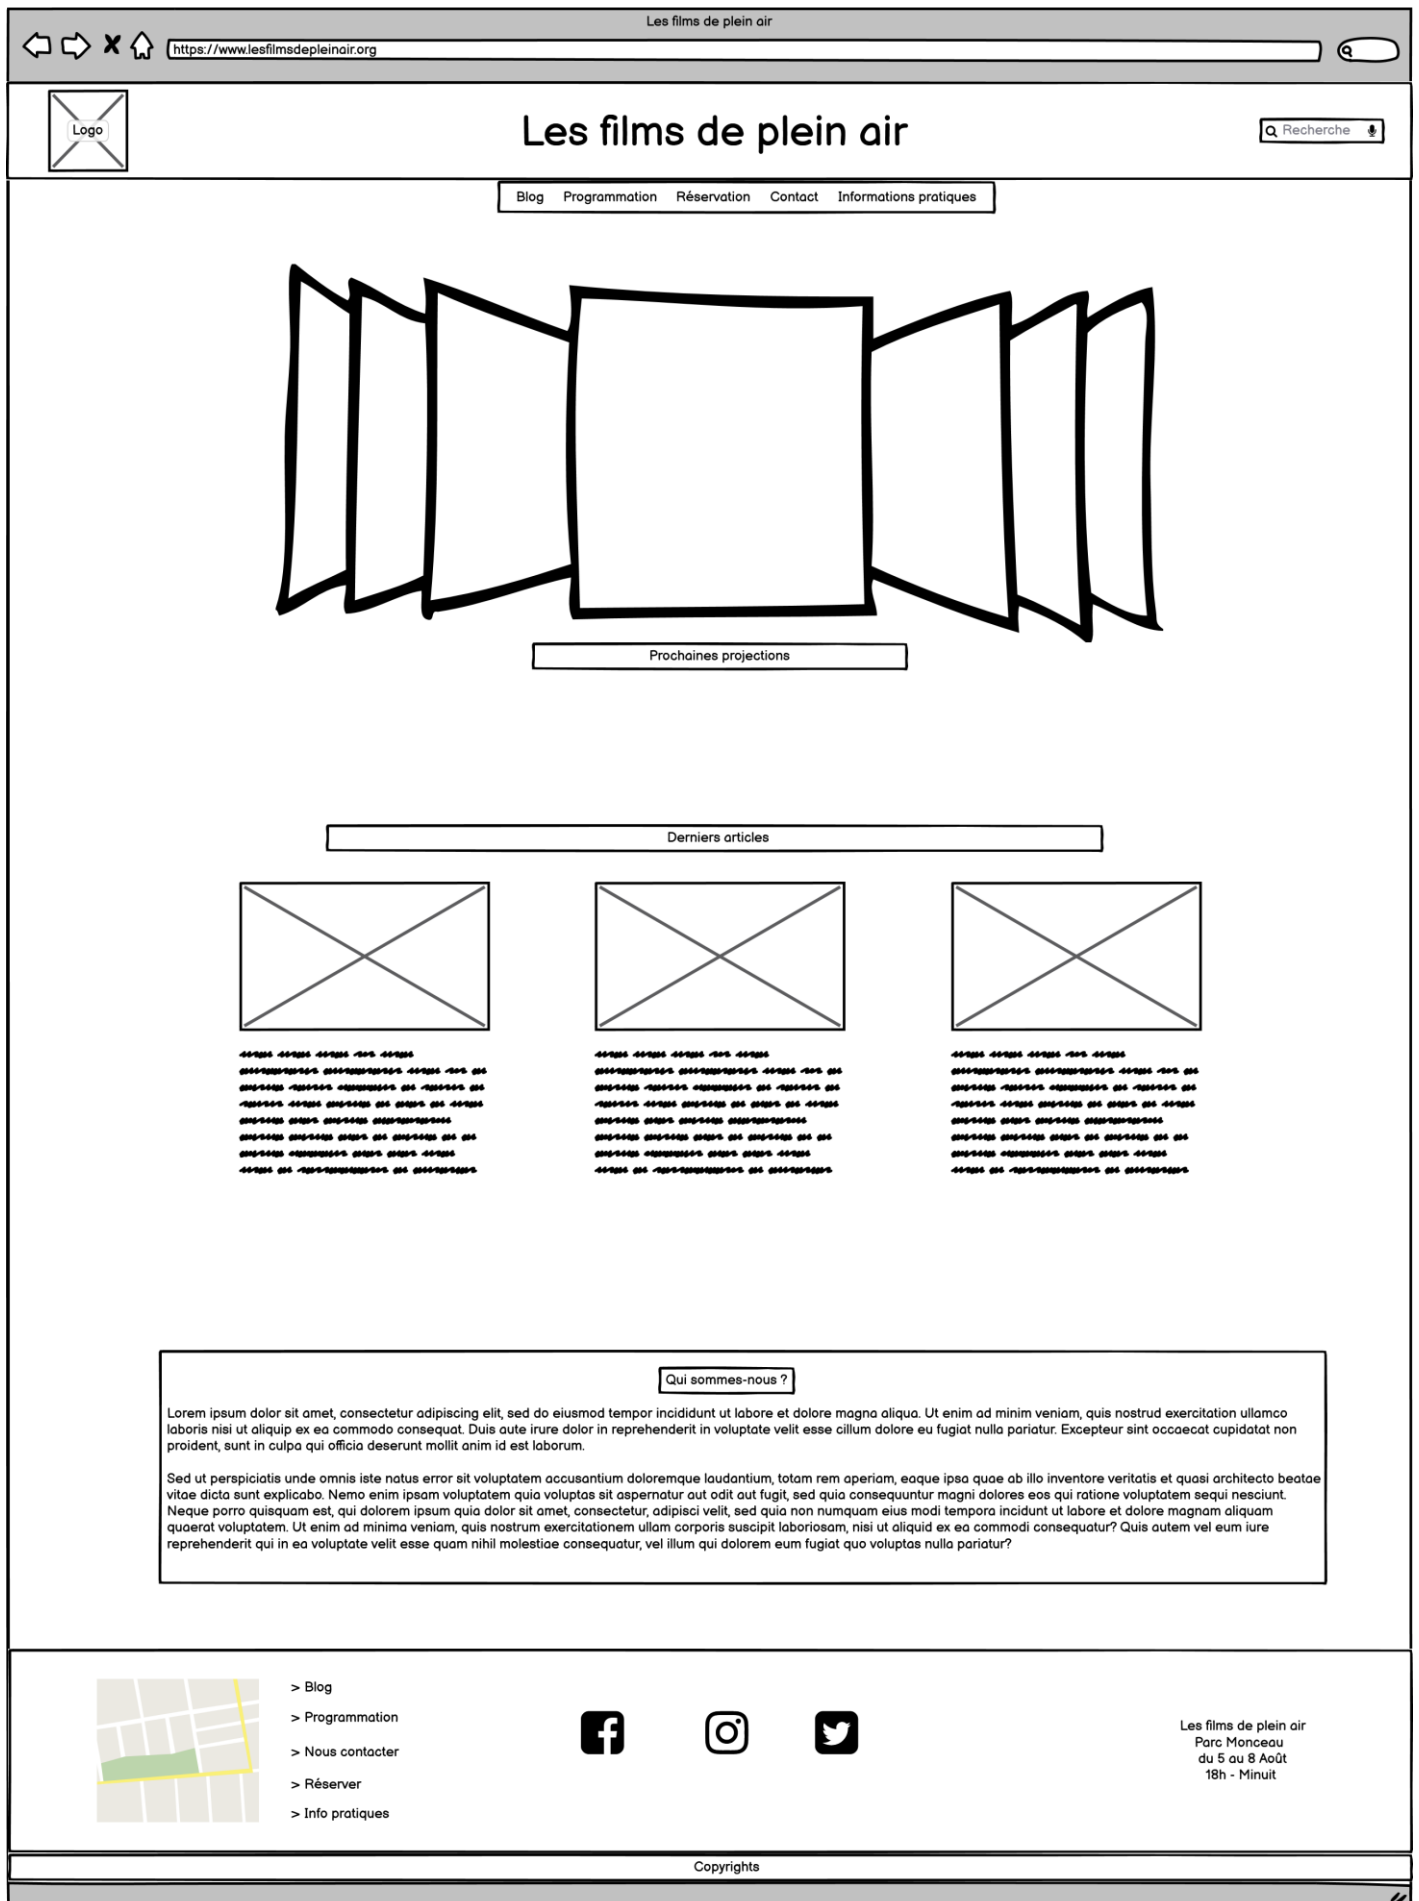 Les films de plein air
https://www.lesfilmsdepleinair.org
Logo
Les films de plein air
Recherche
Blog Programmation Réservation Contact Informations pratiques
Prochaines projections
Derniers articles
Qui sommes-nous ?
Lorem ipsum dolor sit amet, consectetur adipiscing elit, sed do eiusmod tempor incididunt ut labore et dolore magna aliqua. Ut enim ad minim veniam, quis nostrud exercitation ullamco
laboris nisi ut aliquip ex ea commodo consequat. Duis aute irure dolor in reprehenderit in voluptate velit esse cillum dolore eu fugiat nulla pariatur. Excepteur sint occaecat cupidatat non
proident, sunt in culpa qui officia deserunt mollit anim id est laborum.
Sed ut perspiciatis unde omnis iste natus error sit voluptatem accusantium doloremque laudantium, totam rem aperiam, eaque ipsa quae ab illo inventore veritatis et quasi architecto beatae
vitae dicta sunt explicabo. Nemo enim ipsam voluptatem quia voluptas sit aspernatur aut odit aut fugit, sed quia consequuntur magni dolores eos qui ratione voluptatem sequi nesciunt.
Neque porro quisquam est, qui dolorem ipsum quia dolor sit amet, consectetur, adipisci velit, sed quia non numquam eius modi tempora incidunt ut labore et dolore magnam aliquam
quaerat voluptatem. Ut enim ad minima veniam, quis nostrum exercitationem ullam corporis suscipit laboriosam, nisi ut aliquid ex ea commodi consequatur? Quis autem vel eum iure
reprehenderit qui in ea voluptate velit esse quam nihil molestiae consequatur, vel illum qui dolorem eum fugiat quo voluptas nulla pariatur?
> Blog
> Programmation
> Nous contacter
> Réserver
> Info pratiques
Les films de plein air
Parc Monceau
du 5 au 8 Août
18h - Minuit
Copyrights